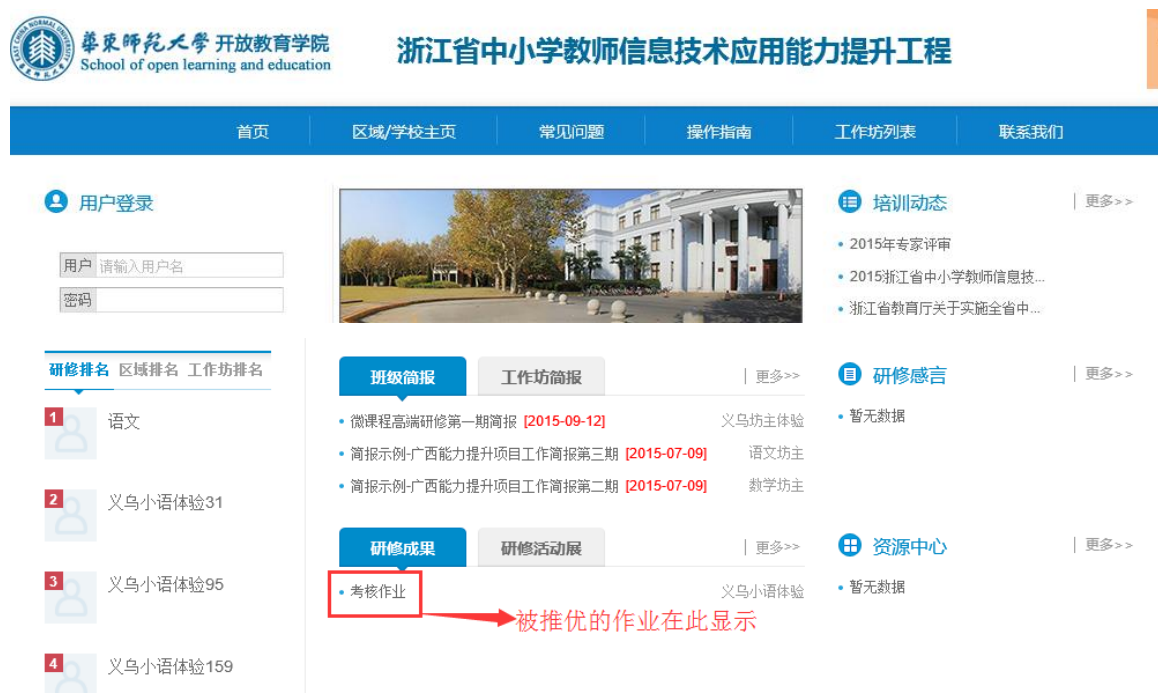 華東師范大學 开放教育学院
School of open learning and education
浙江省中小学教师信息技术应用能力提升工程
首页 区域/学校主页 常见问题 操作指南 工作坊列表 联系我们
用户登录
用户 请输入用户名
密码
培训动态 | 更多>>
• 2015年专家评审
• 2015浙江省中小学教师信息技...
• 浙江省教育厅关于实施全省中...
研修排名 区域排名 工作坊排名
1 语文
2 义乌小语体验31
3 义乌小语体验95
4 义乌小语体验159
班级简报 工作坊简报 | 更多>>
• 微课程高端研修第一期简报 [2015-09-12] 义乌坊主体验
• 简报示例-广西能力提升项目工作简报第三期 [2015-07-09] 语文坊主
• 简报示例-广西能力提升项目工作简报第二期 [2015-07-09] 数学坊主
研修感言 | 更多>>
• 暂无数据
研修成果 研修活动展 | 更多>>
• 考核作业 义乌小语体验
被推优的作业在此显示
资源中心 | 更多>>
• 暂无数据